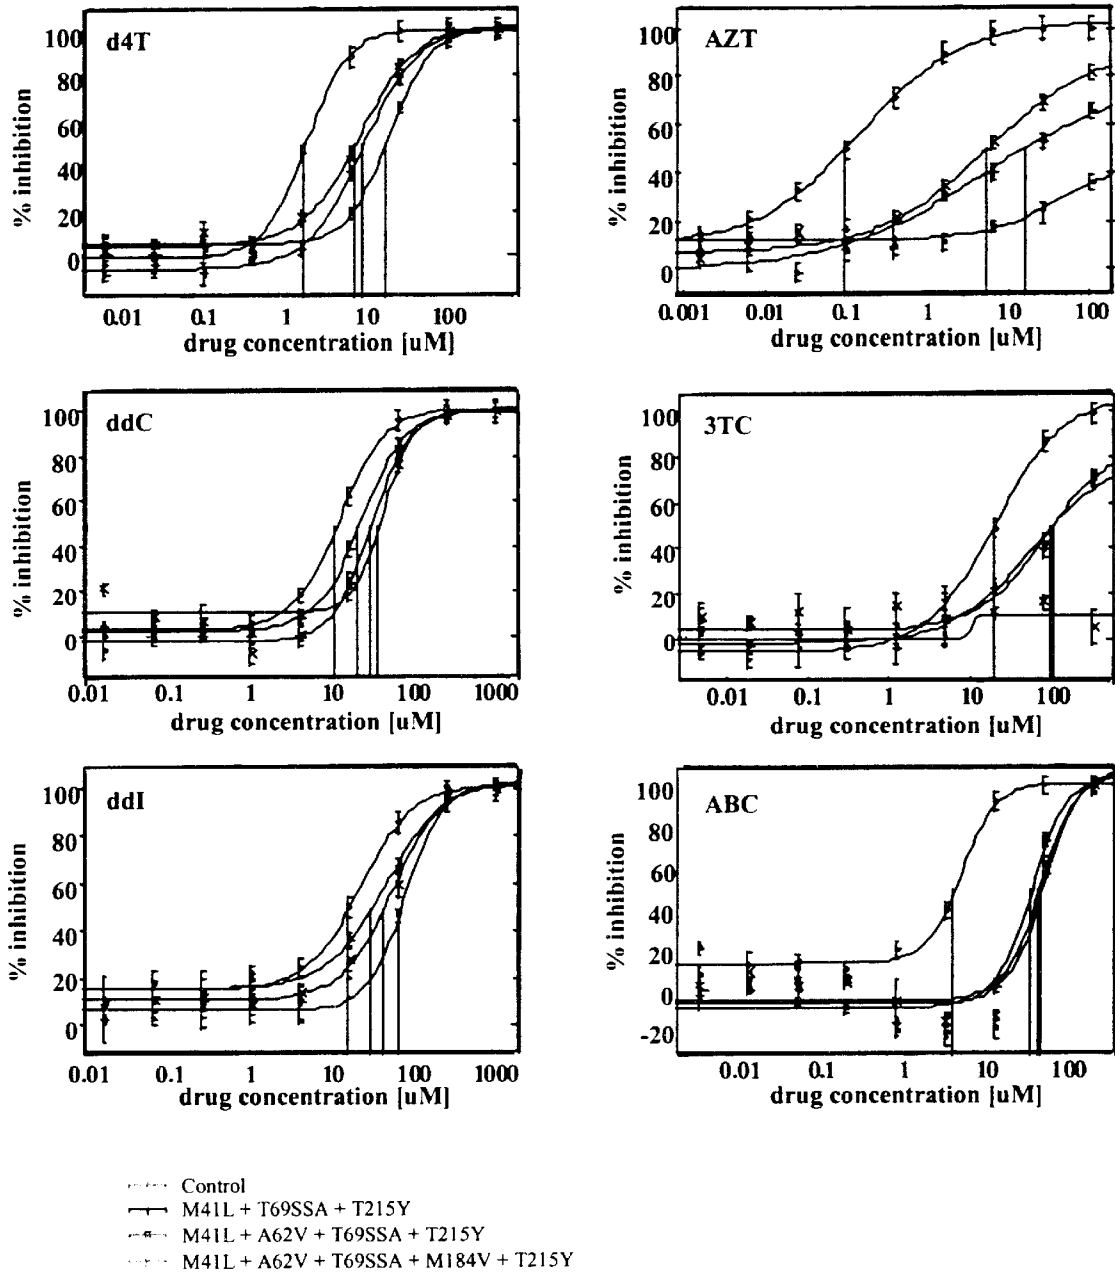 d4T
100
80
60
40
20
0
% inhibition
0.01 0.1 1 10 100
drug concentration [uM]
AZT
100
80
60
40
20
0
% inhibition
0.001 0.01 0.1 1 10
drug concentration [uM]
ddC
100
80
60
40
20
0
% inhibition
0.01 0.1 1 10 100 1000
drug concentration [uM]
3TC
100
80
60
40
20
0
% inhibition
0.01 0.1 1 10 100
drug concentration [uM]
ddI
100
80
60
40
20
0
% inhibition
0.01 0.1 1 10 100 1000
drug concentration [uM]
ABC
100
80
60
40
20
0
-20
% inhibition
0.01 0.1 1 10 100
drug concentration [uM]
Control
M41L + T69SSA + T215Y
M41L + A62V + T69SSA + T215Y
M41L + A62V + T69SSA + M184V + T215Y